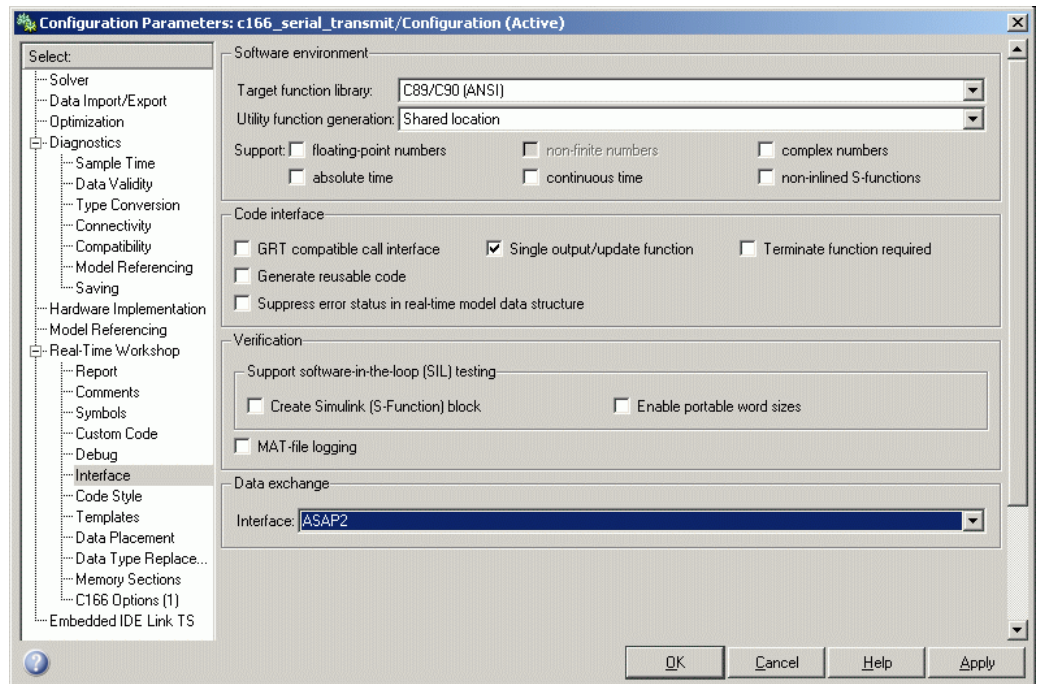 Configuration Parameters: c166_serial_transmit/Configuration (Active)
Select:
Solver
Data Import/Export
Optimization
Diagnostics
Sample Time
Data Validity
Type Conversion
Connectivity
Compatibility
Model Referencing
Saving
Hardware Implementation
Model Referencing
Real-Time Workshop
Report
Comments
Symbols
Custom Code
Debug
Interface
Code Style
Templates
Data Placement
Data Type Replace...
Memory Sections
C166 Options (1)
Embedded IDE Link TS
Software environment
Target function library: C89/C90 (ANSI)
Utility function generation: Shared location
Support: floating-point numbers non-finite numbers complex numbers
absolute time continuous time non-inlined S-functions
Code interface
GRT compatible call interface Single output/update function Terminate function required
Generate reusable code
Suppress error status in real-time model data structure
Verification
Support software-in-the-loop (SIL) testing
Create Simulink (S-Function) block Enable portable word sizes
MAT-file logging
Data exchange
Interface: ASAP2
OK Cancel Help Apply